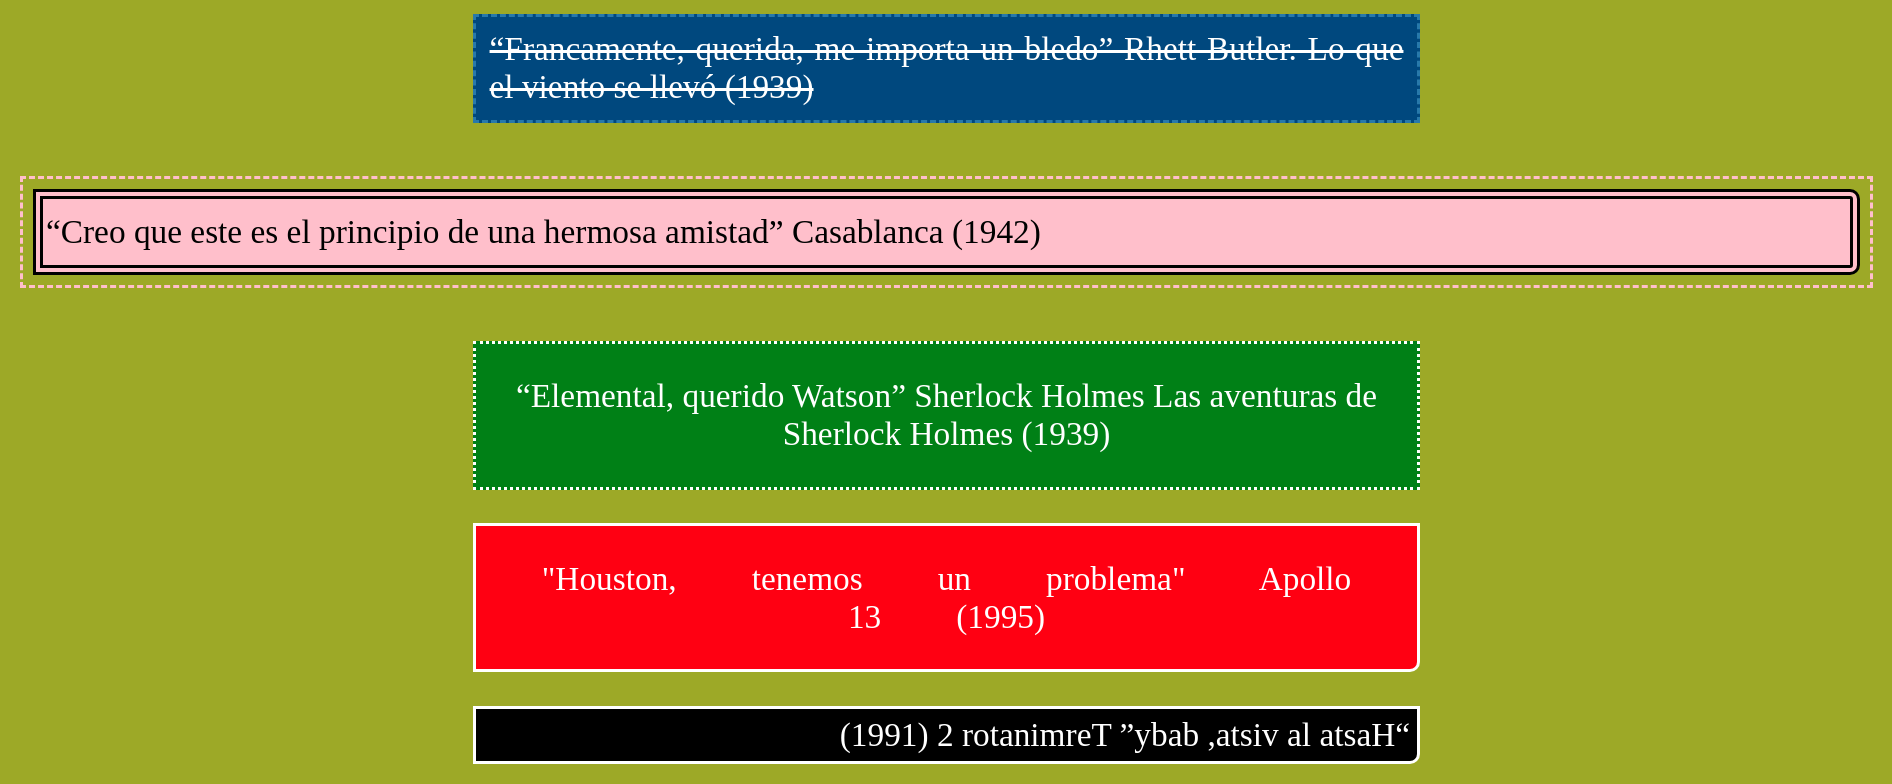 “Francamente, querida, me importa un bledo” Rhett Butler. Lo que
el viento se llevó (1939)
“Creo que este es el principio de una hermosa amistad” Casablanca (1942)
“Elemental, querido Watson” Sherlock Holmes Las aventuras de
Sherlock Holmes (1939)
"Houston, tenemos un problema" Apollo
13 (1995)
(1991) 2 rotanimreT ”ybab ,atsiv al atsaH“